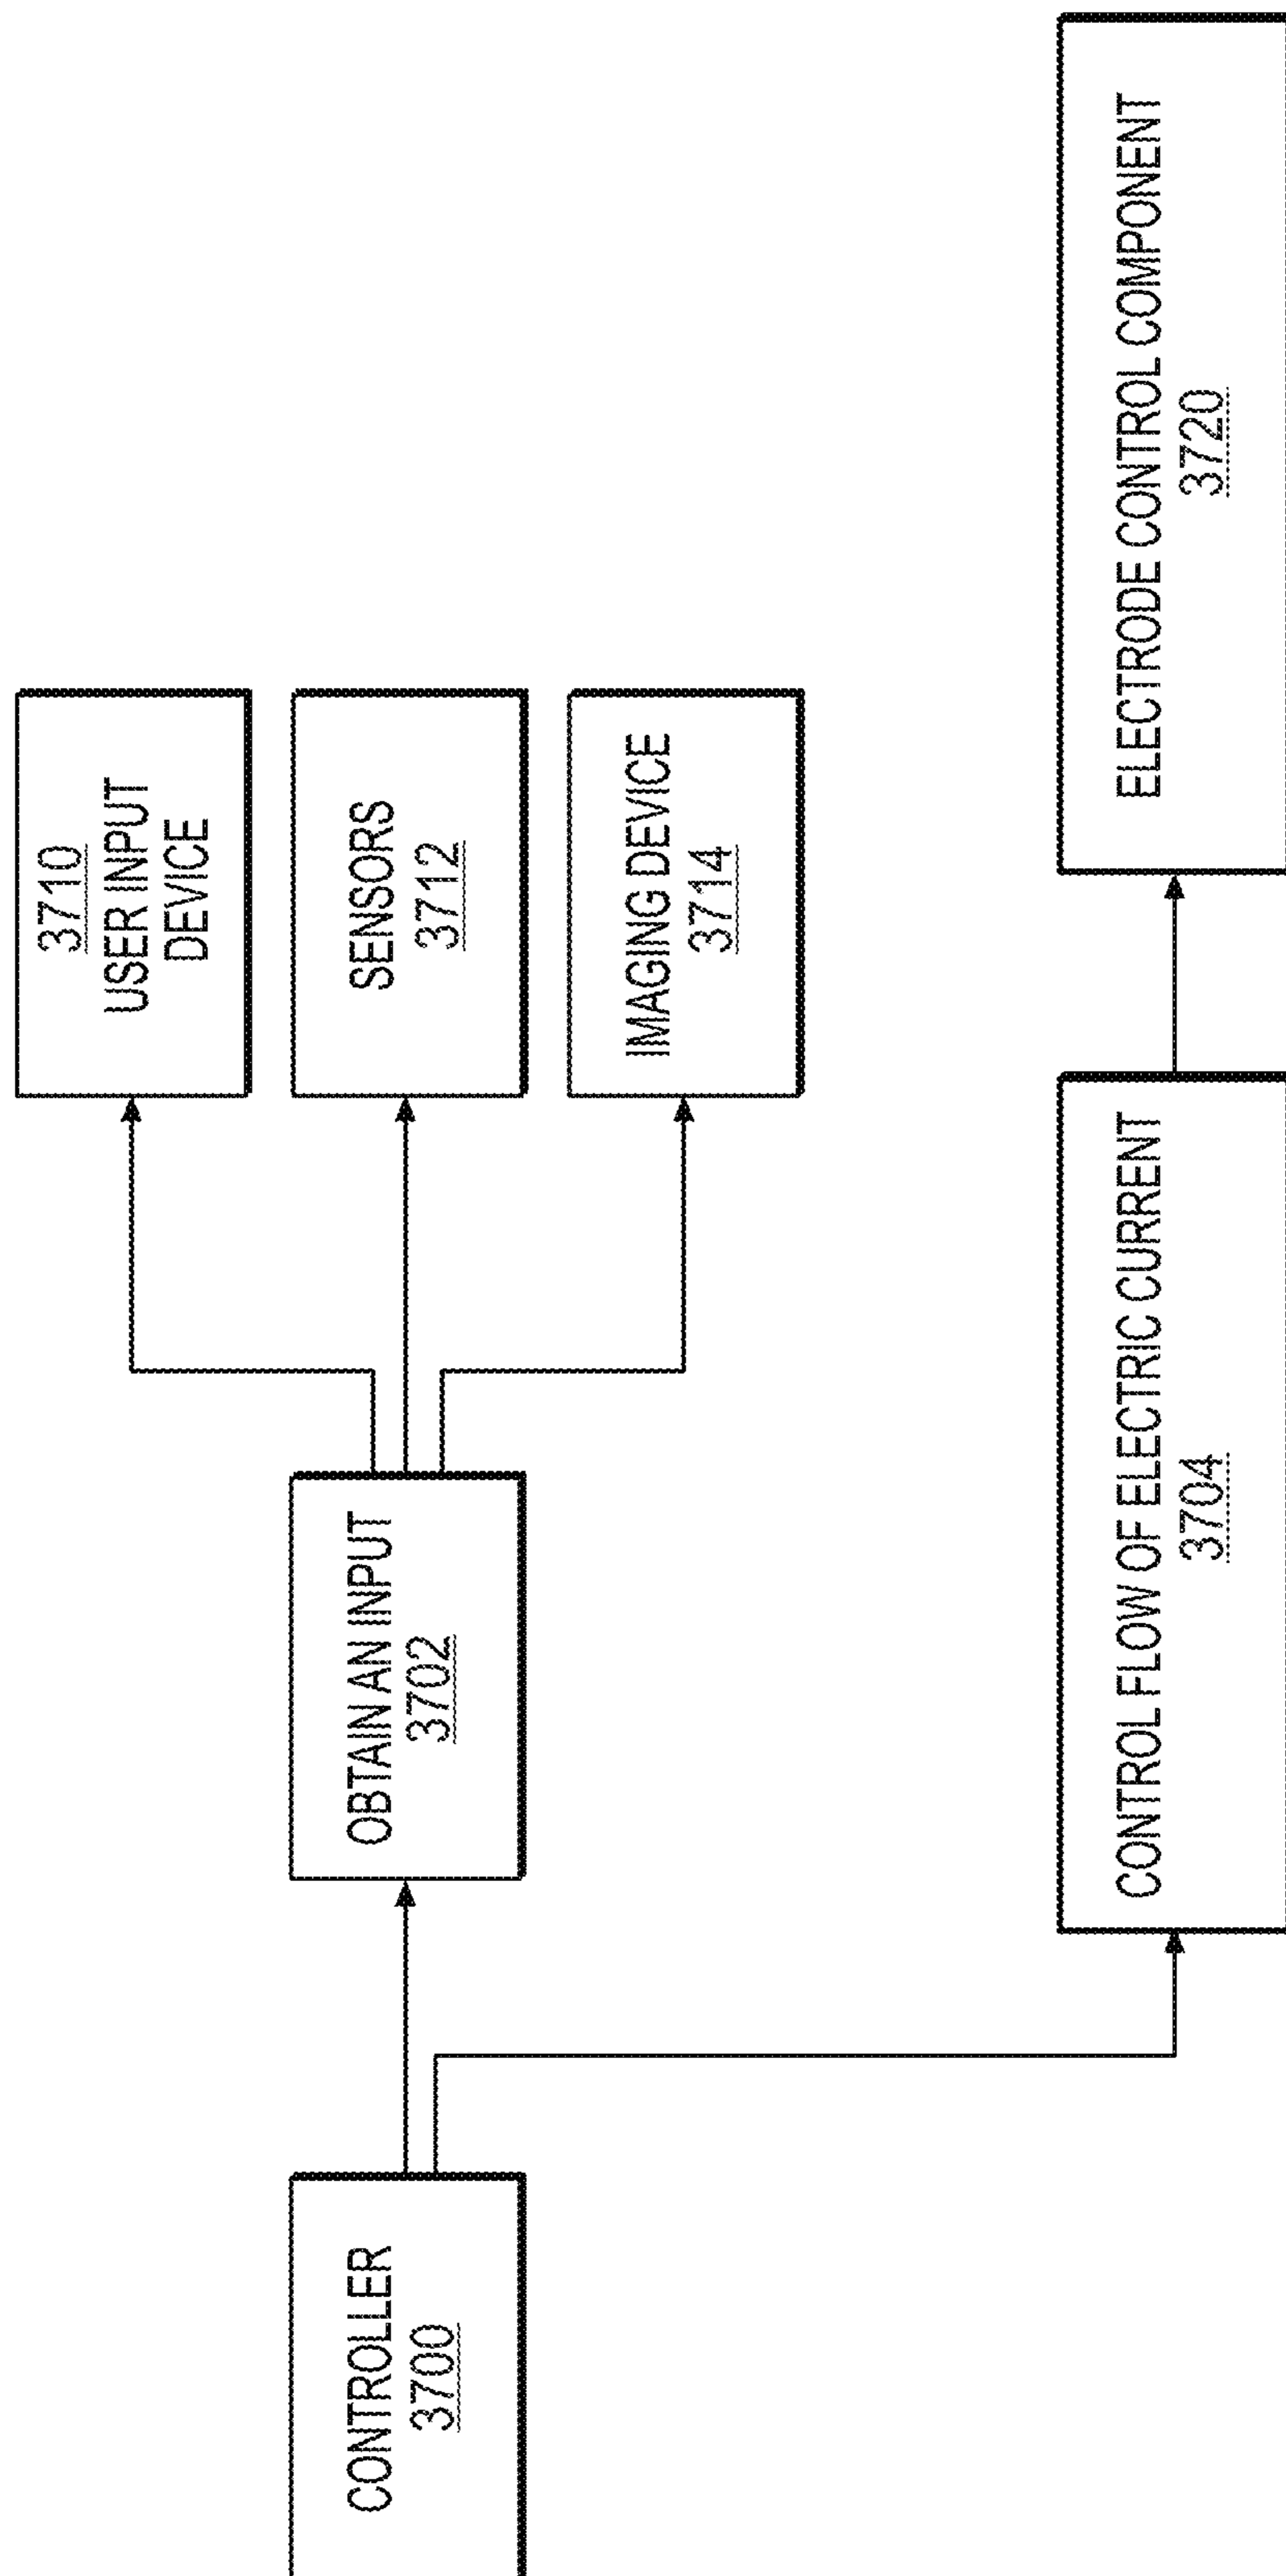 CONTROLLER
3700
OBTAIN AN INPUT
3702
3710
USER INPUT
DEVICE
SENSORS
3712
IMAGING DEVICE
3714
CONTROL FLOW OF ELECTRIC CURRENT
3704
ELECTRODE CONTROL COMPONENT
3720